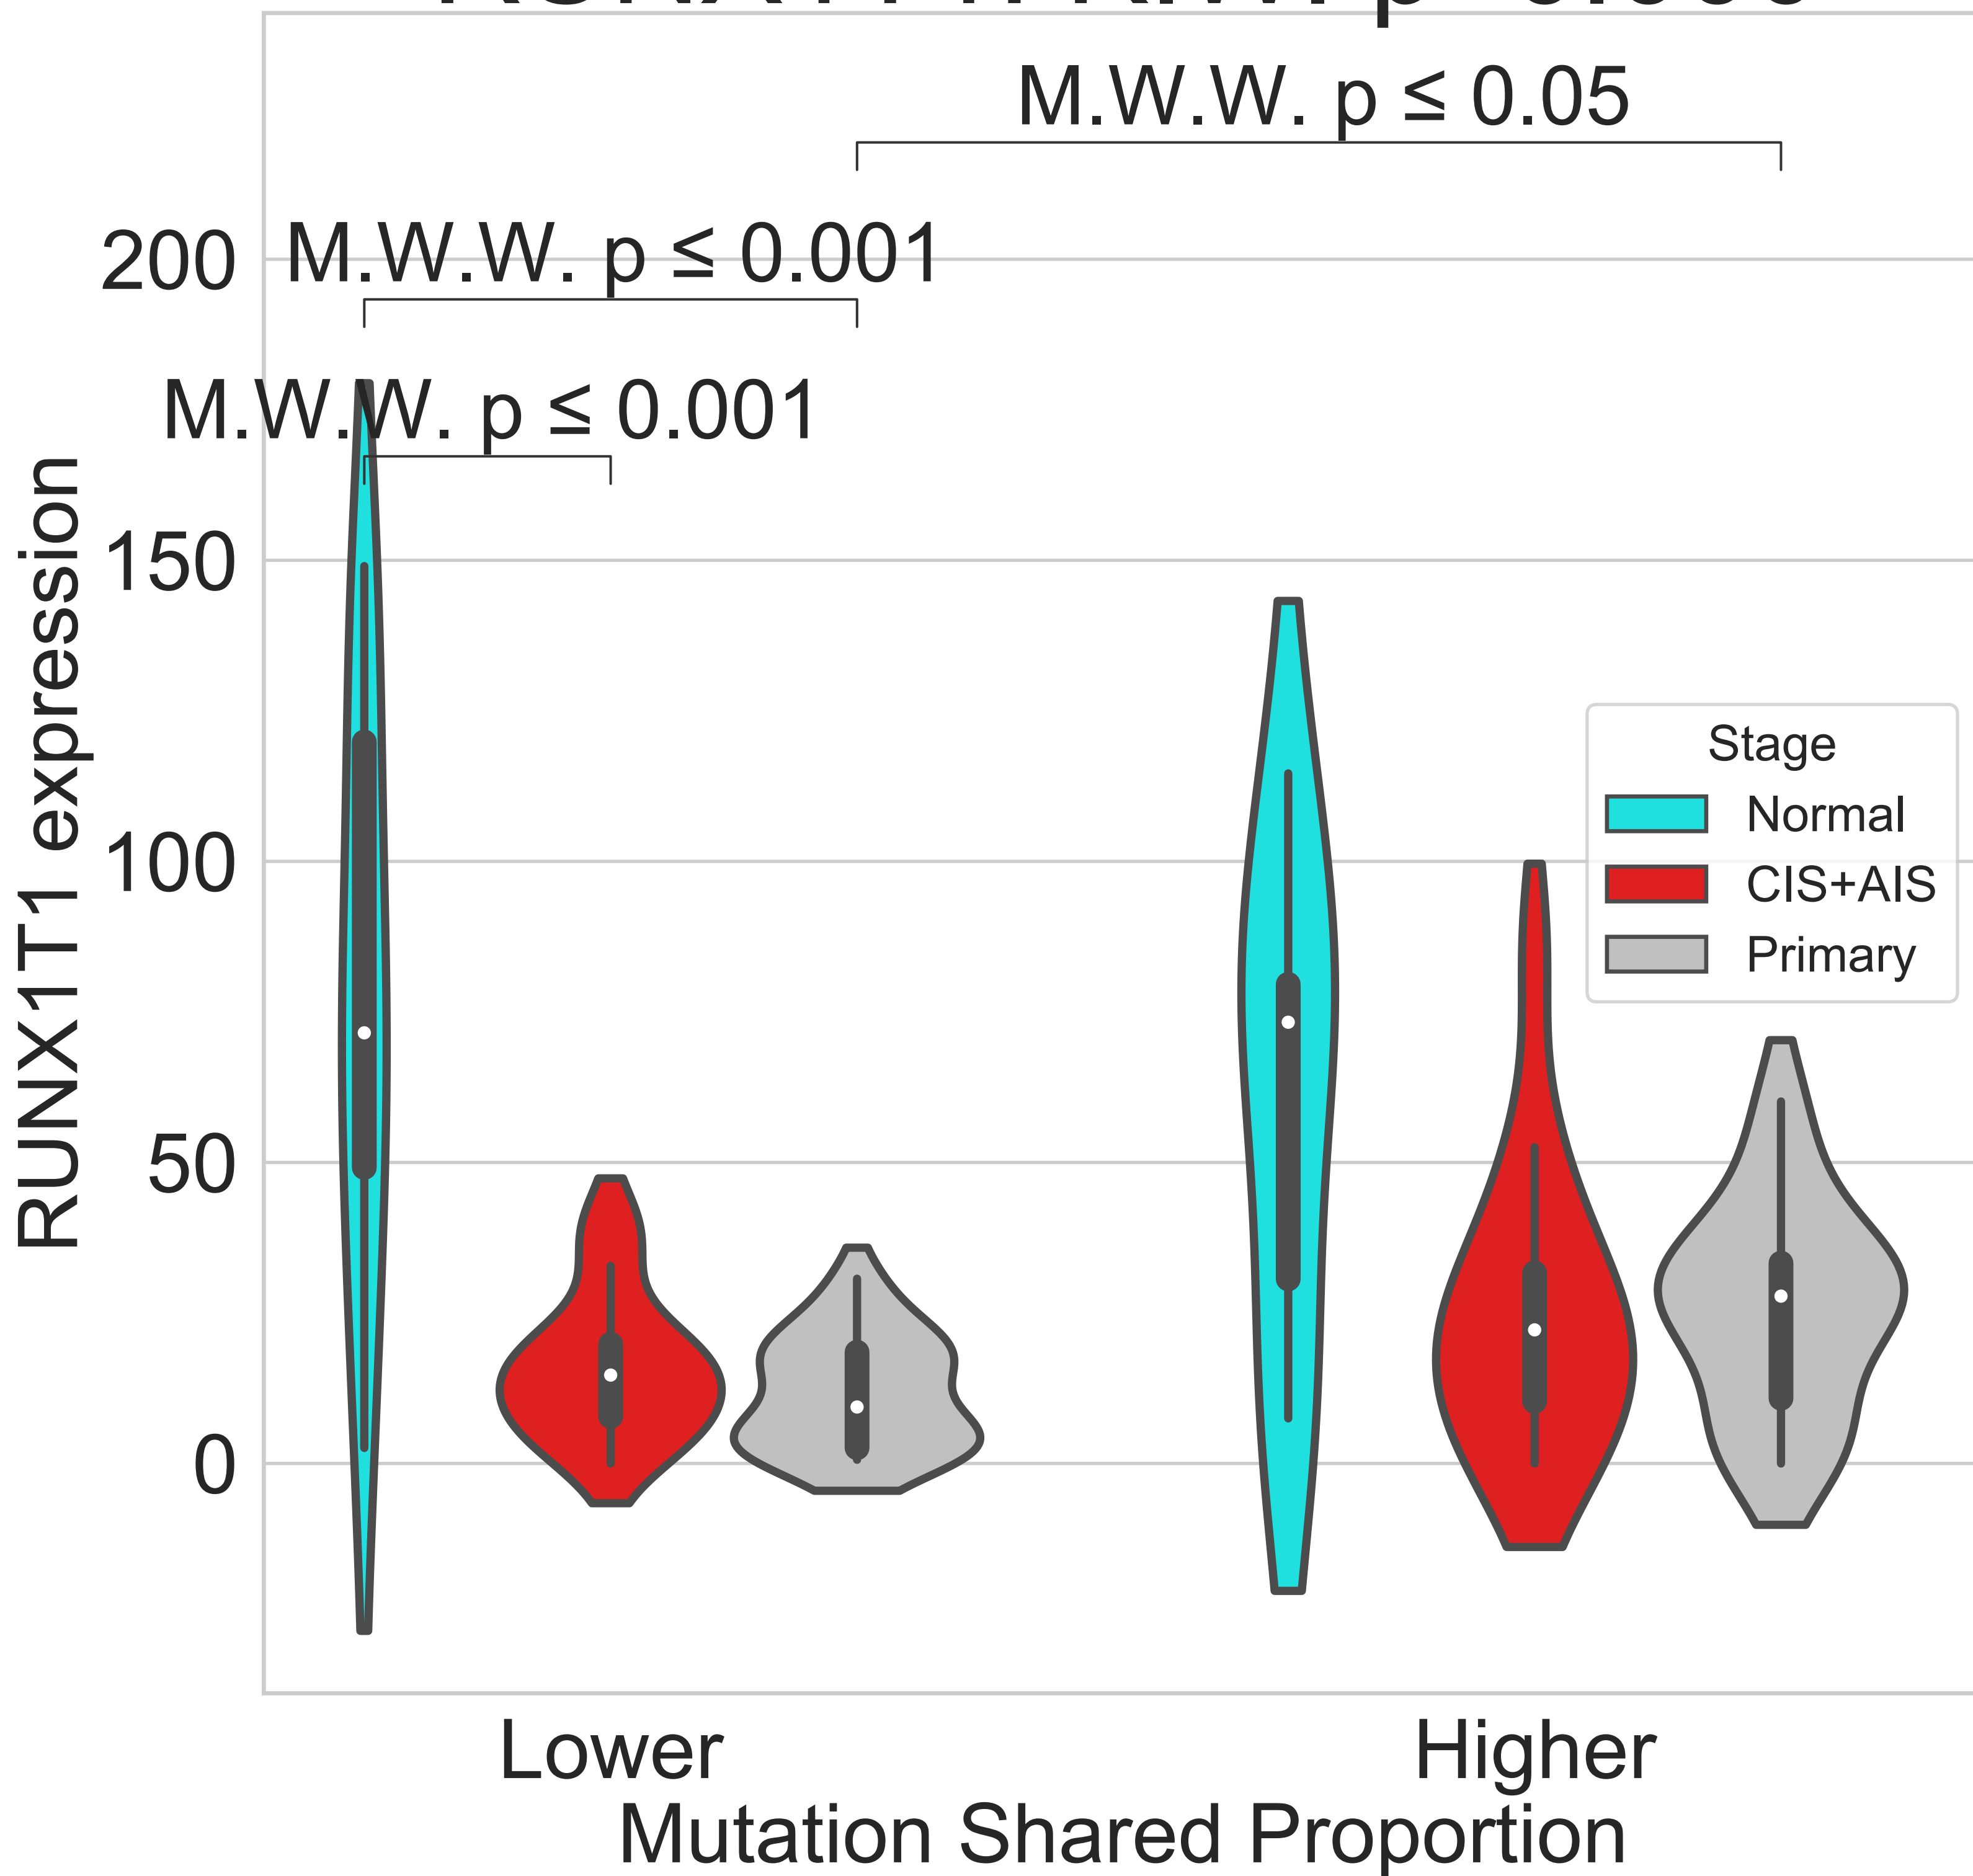 M.W.W. p ≤ 0.05
M.W.W. p ≤ 0.001
M.W.W. p ≤ 0.001
200
150
100
50
0
RUNX1T1 expression
Stage
Normal
CIS+AIS
Primary
Lower
Higher
Mutation Shared Proportion